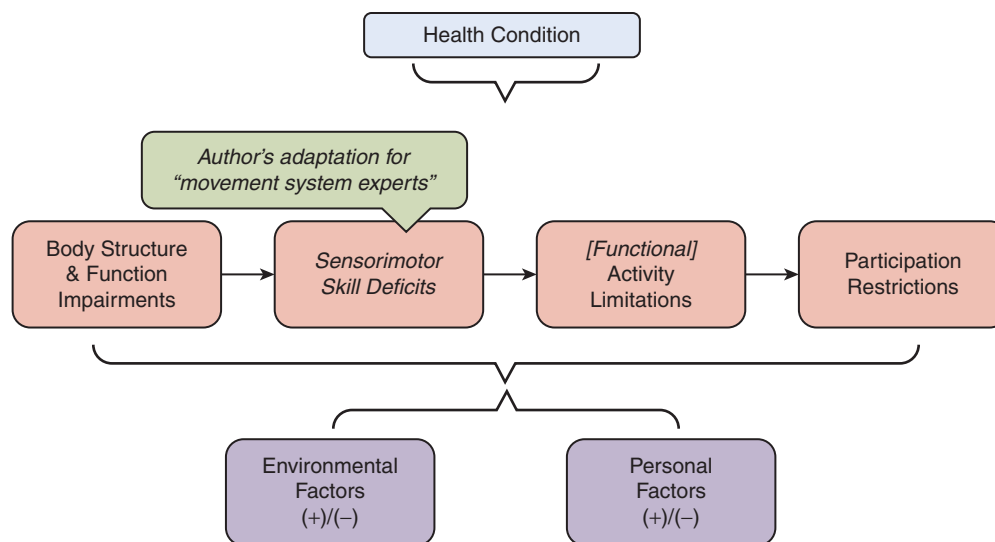 Health Condition
Author’s adaptation for
“movement system experts”
Body Structure
& Function
Impairments
Sensorimotor
Skill Deficits
[Functional]
Activity
Limitations
Participation
Restrictions
Environmental
Factors
(+)/(−)
Personal
Factors
(+)/(−)